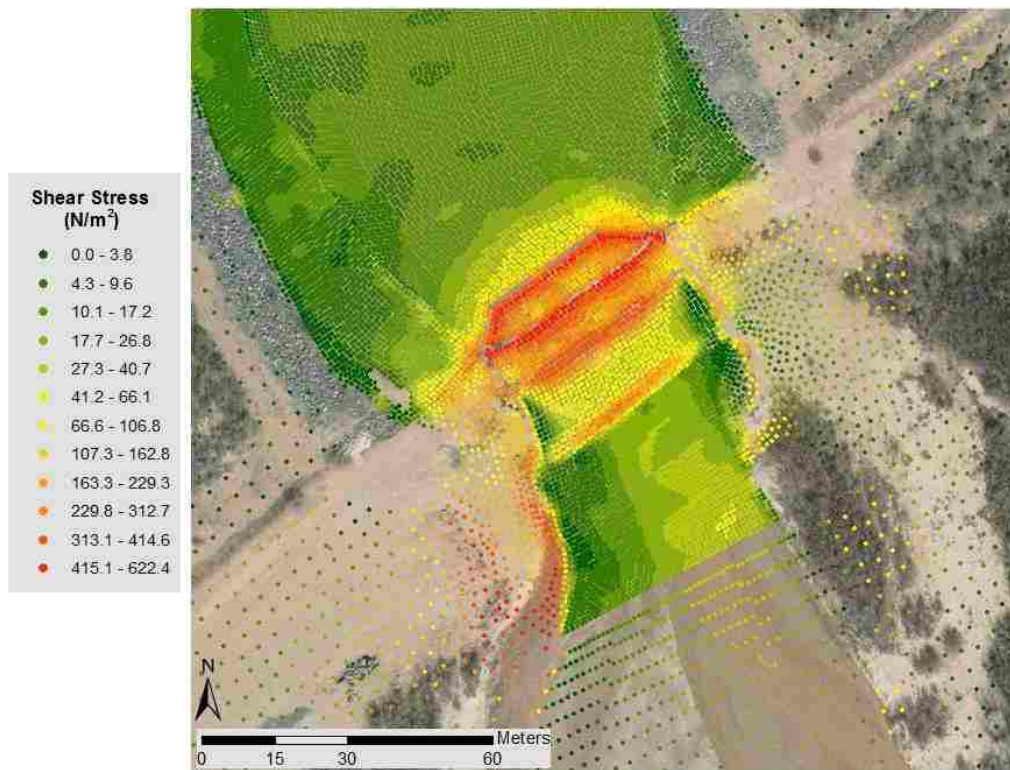 Shear Stress
(N/m²)
0.0 - 3.8
4.3 - 9.6
10.1 - 17.2
17.7 - 26.8
27.3 - 40.7
41.2 - 66.1
66.6 - 106.8
107.3 - 162.8
163.3 - 229.3
229.8 - 312.7
313.1 - 414.6
415.1 - 622.4
N
Meters
0 15 30 60